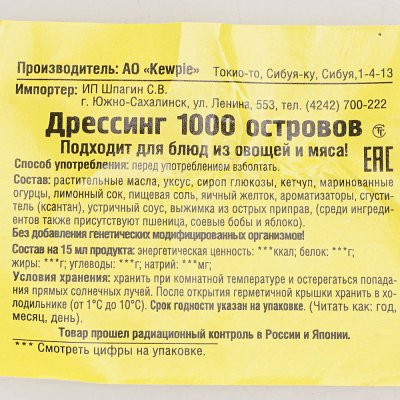 Производитель: АО «Kewpie» Токио-то, Сибуя-ку, Сибуя,1-4-13
Импортер: ИП Шпагин С.В.
г. Южно-Сахалинск, ул. Ленина, 553, тел. (4242) 700-222
Дрессинг 1000 островов
Подходит для блюд из овощей и мяса!
EAC
Способ употребления: перед употреблением взболтать.
Состав: растительные масла, уксус, сироп глюкозы, кетчуп, маринованные
огурцы, лимонный сок, пищевая соль, яичный желток, ароматизаторы, сгусти-
тель (ксантан), устричный соус, выжимка из острых приправ, (среди ингреди-
ентов также присутствуют пшеница, соевые бобы и яблоко).
Без добавления генетических модифицированных организмов!
Состав на 15 мл продукта: энергетическая ценность: ***ккал; белок: ***г;
жиры: ***г; углеводы: ***г; натрий: ***мг;
Условия хранения: хранить при комнатной температуре и остерегаться попада-
ния прямых солнечных лучей. После открытия герметичной крышки хранить в хо-
лодильнике (от 1°С до 10°С). Срок годности указан на упаковке. (Читать как: год,
месяц, день).
Товар прошел радиационный контроль в России и Японии.
*** Смотреть цифры на упаковке.